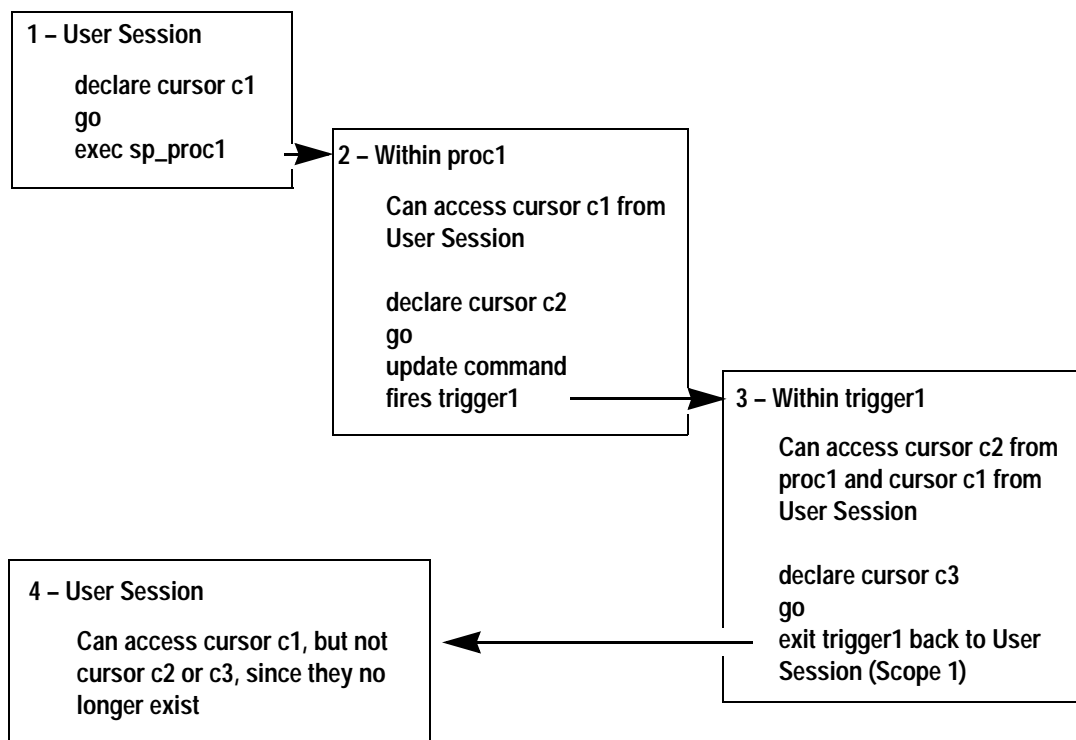 1 – User Session
declare cursor c1
go
exec sp_proc1
2 – Within proc1
Can access cursor c1 from
User Session
declare cursor c2
go
update command
fires trigger1
3 – Within trigger1
Can access cursor c2 from
proc1 and cursor c1 from
User Session
declare cursor c3
go
exit trigger1 back to User
Session (Scope 1)
4 – User Session
Can access cursor c1, but not
cursor c2 or c3, since they no
longer exist